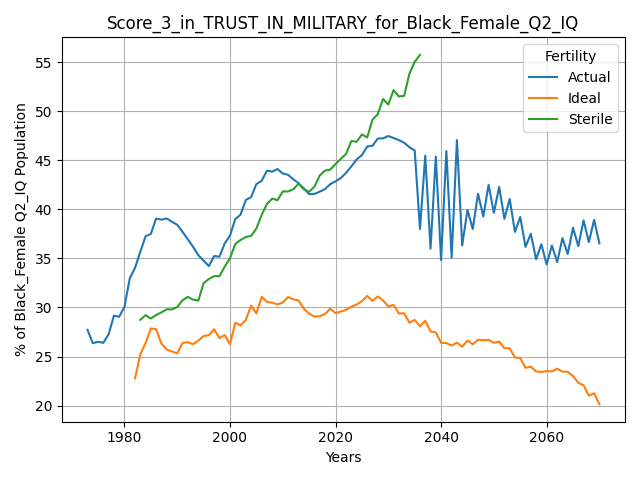 Score_3_in_TRUST_IN_MILITARY_for_Black_Female_Q2_IQ
% of Black_Female Q2_IQ Population
55
50
45
40
35
30
25
20
Fertility
Actual
Ideal
Sterile
1980
2000
2020
2040
2060
Years